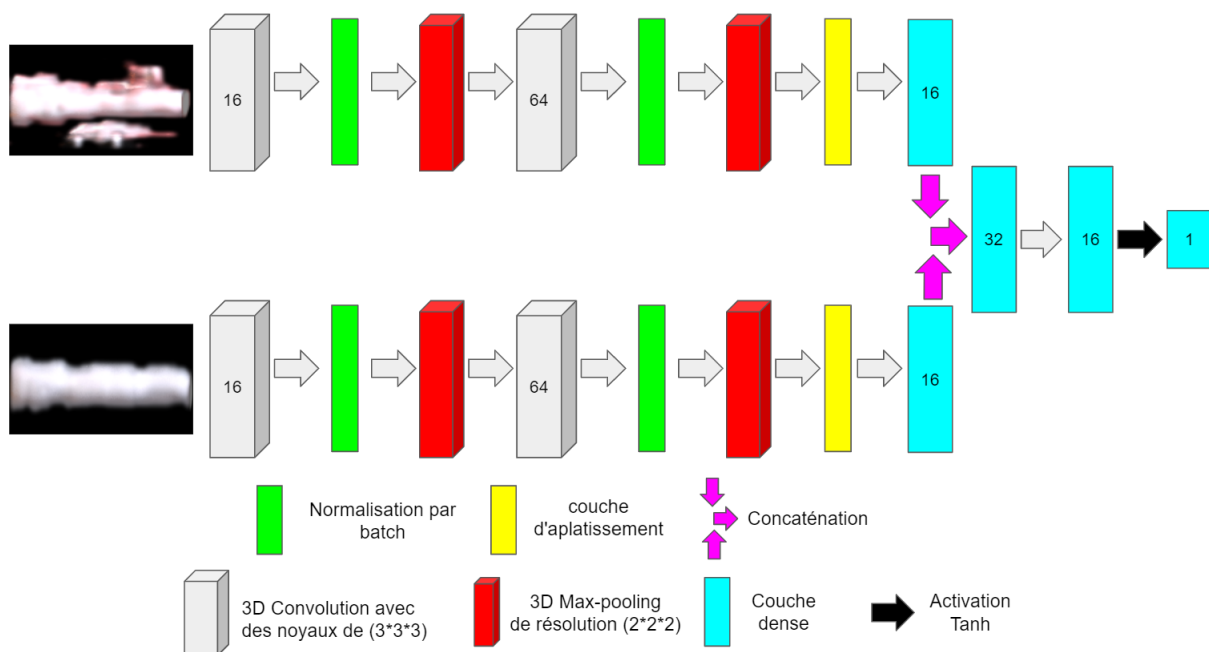 16
64
16
32
16
1
16
64
16
Normalisation par
batch
couche
d'aplatissement
Concaténation
3D Convolution avec
des noyaux de (3*3*3)
3D Max-pooling
de résolution (2*2*2)
Couche
dense
Activation
Tanh